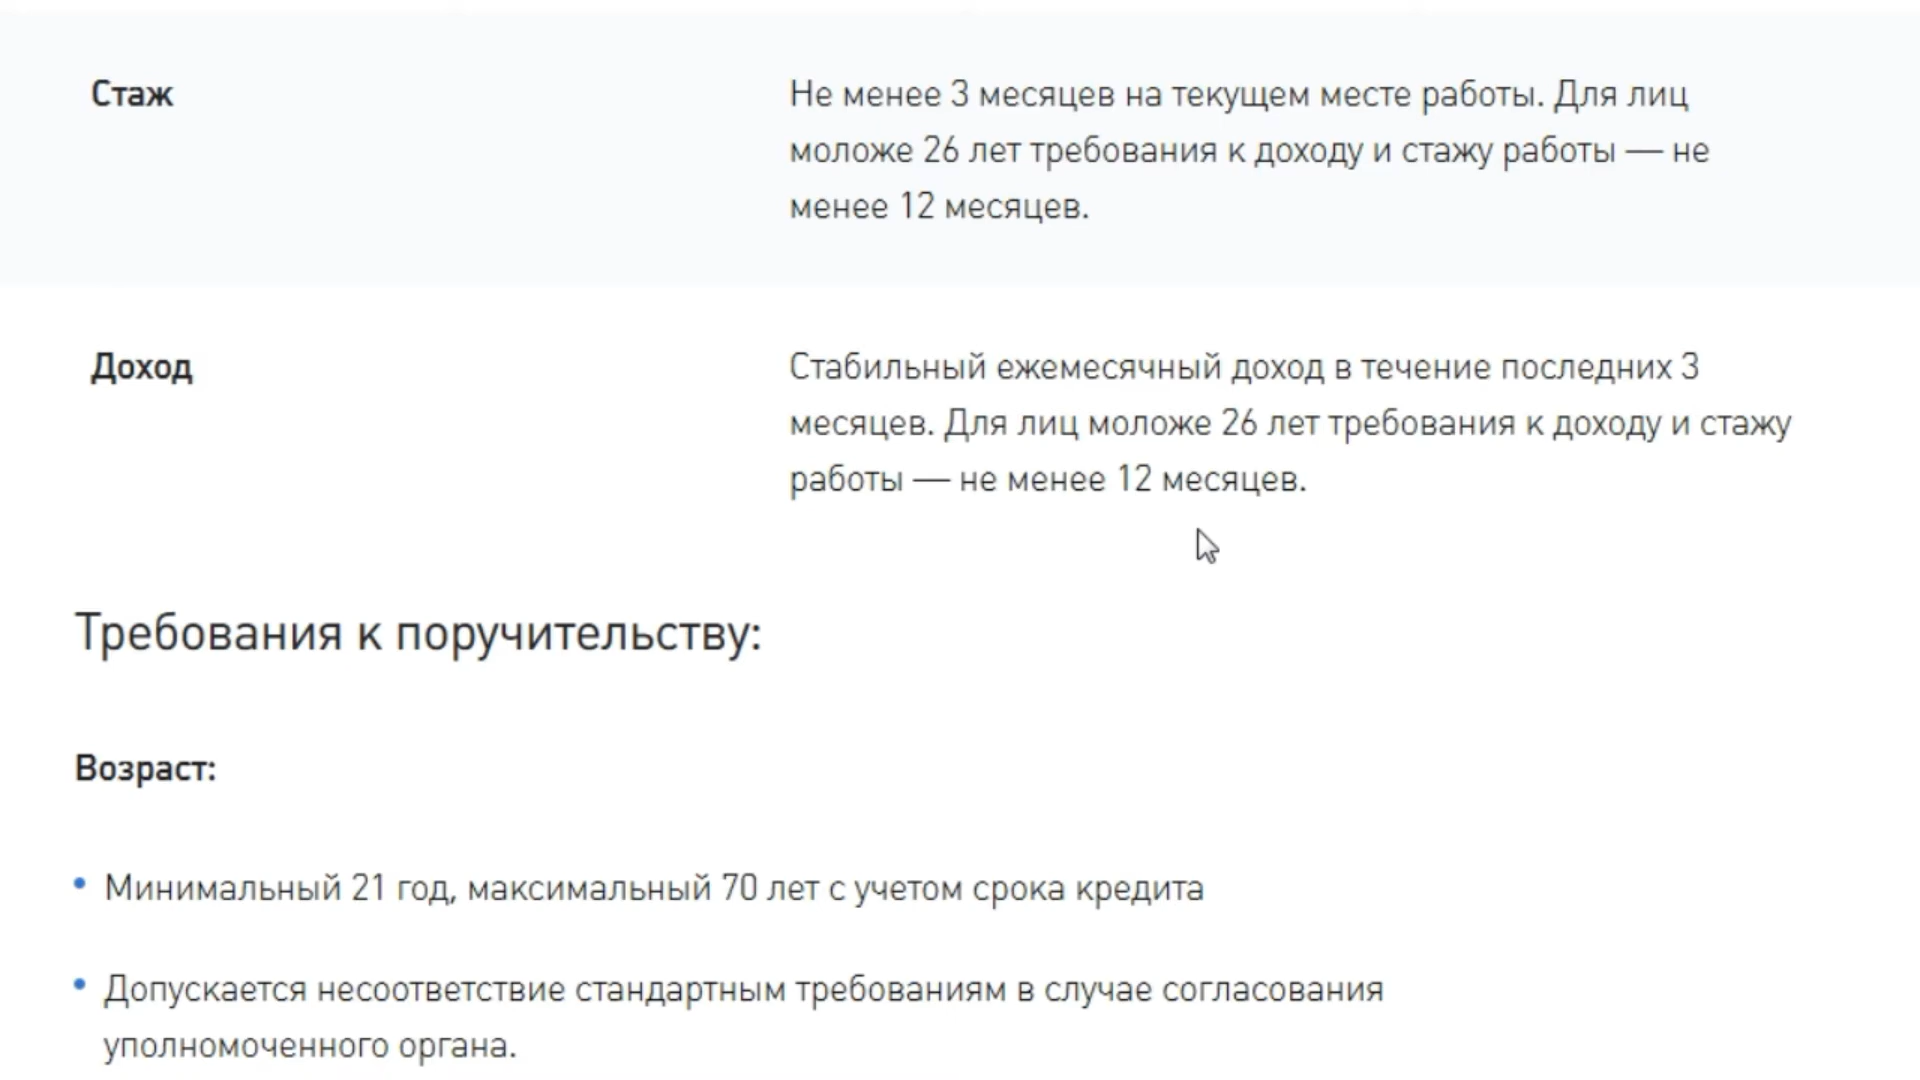 Стаж
Не менее 3 месяцев на текущем месте работы. Для лиц
моложе 26 лет требования к доходу и стажу работы — не
менее 12 месяцев.
Доход
Стабильный ежемесячный доход в течение последних 3
месяцев. Для лиц моложе 26 лет требования к доходу и стажу
работы — не менее 12 месяцев.
Требования к поручительству:
Возраст:
• Минимальный 21 год, максимальный 70 лет с учетом срока кредита
• Допускается несоответствие стандартным требованиям в случае согласования
уполномоченного органа.